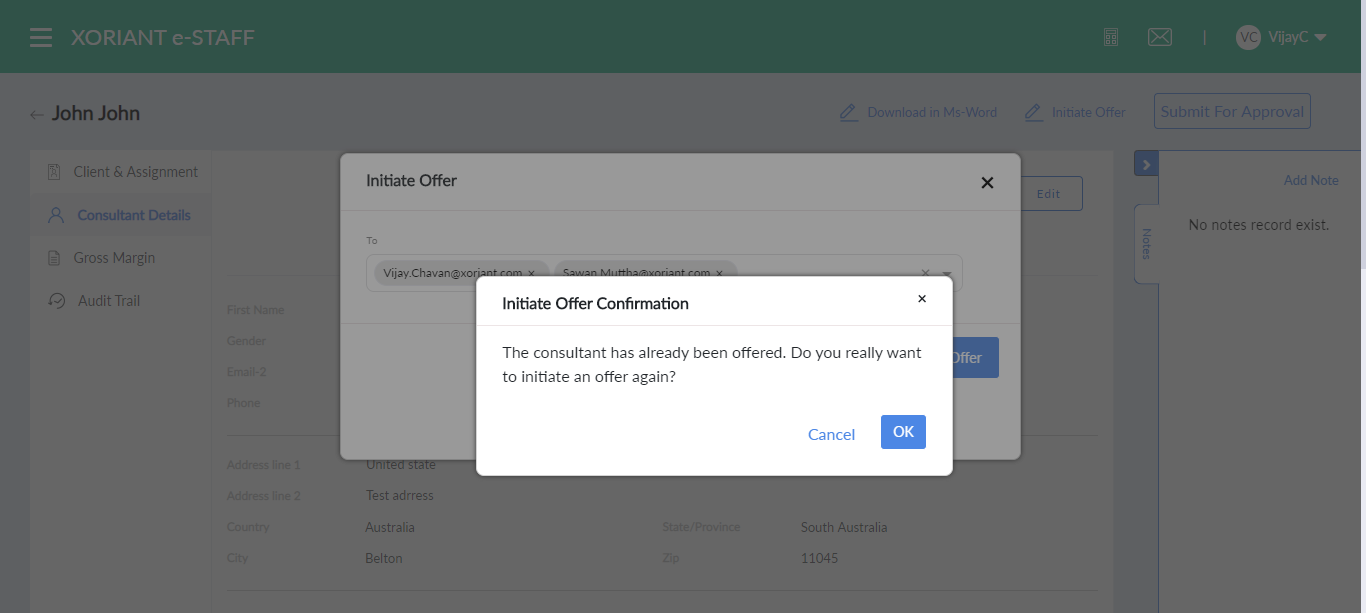 XORIANT e-STAFF
| VC VijayC
← John John
Download in Ms-Word
Initiate Offer
Submit For Approval
Client & Assignment
Consultant Details
Gross Margin
Audit Trail
Initiate Offer
×
Edit
Add Note
No notes record exist.
Notes
To
Vijay.Chavan@xoriant.com ×
Sawan.Muttha@xoriant.com ×
×
Initiate Offer Confirmation
×
The consultant has already been offered. Do you really want
to initiate an offer again?
Cancel
OK
Offer
First Name
Gender
Email-2
Phone
Address line 1 United state
Address line 2 Test adrress
Country Australia State/Province South Australia
City Belton Zip 11045